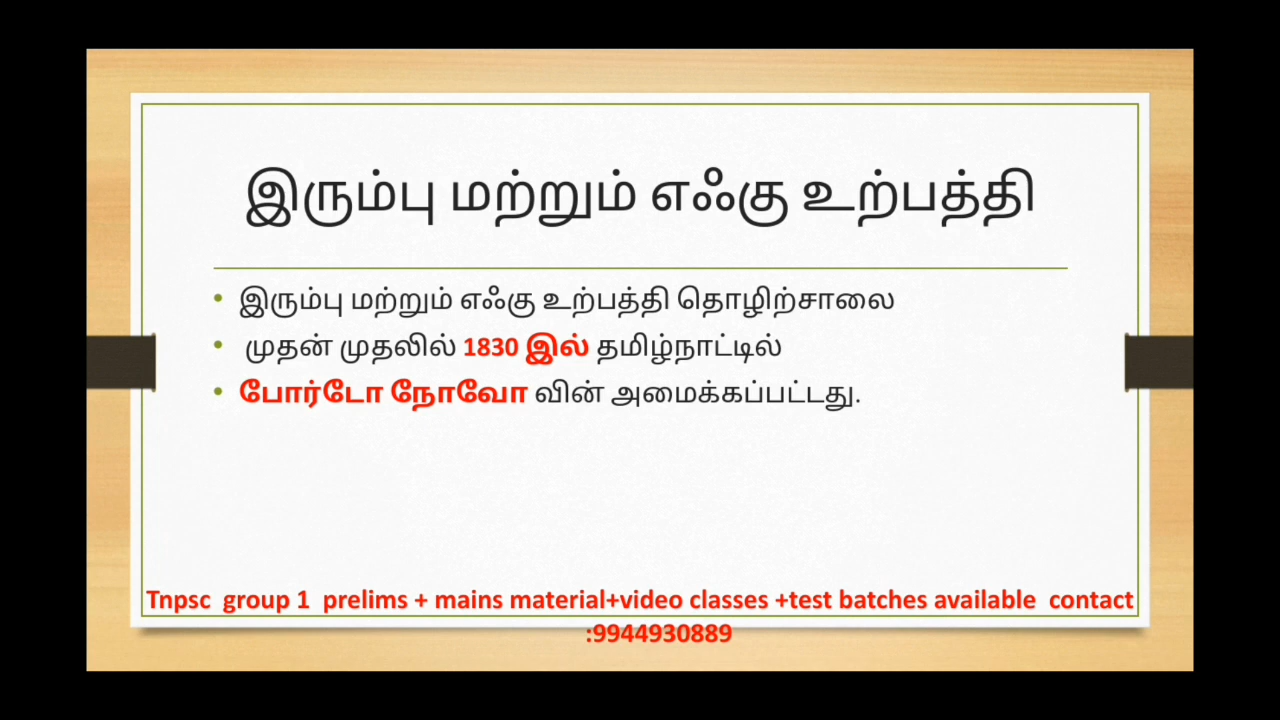 இரும்பு மற்றும் எஃகு உற்பத்தி
• இரும்பு மற்றும் எஃகு உற்பத்தி தொழிற்சாலை
• முதன் முதலில் 1830 இல் தமிழ்நாட்டில்
• போர்டோ நோவோ வின் அமைக்கப்பட்டது.
Tnpsc group 1 prelims + mains material+video classes +test batches available contact
:9944930889